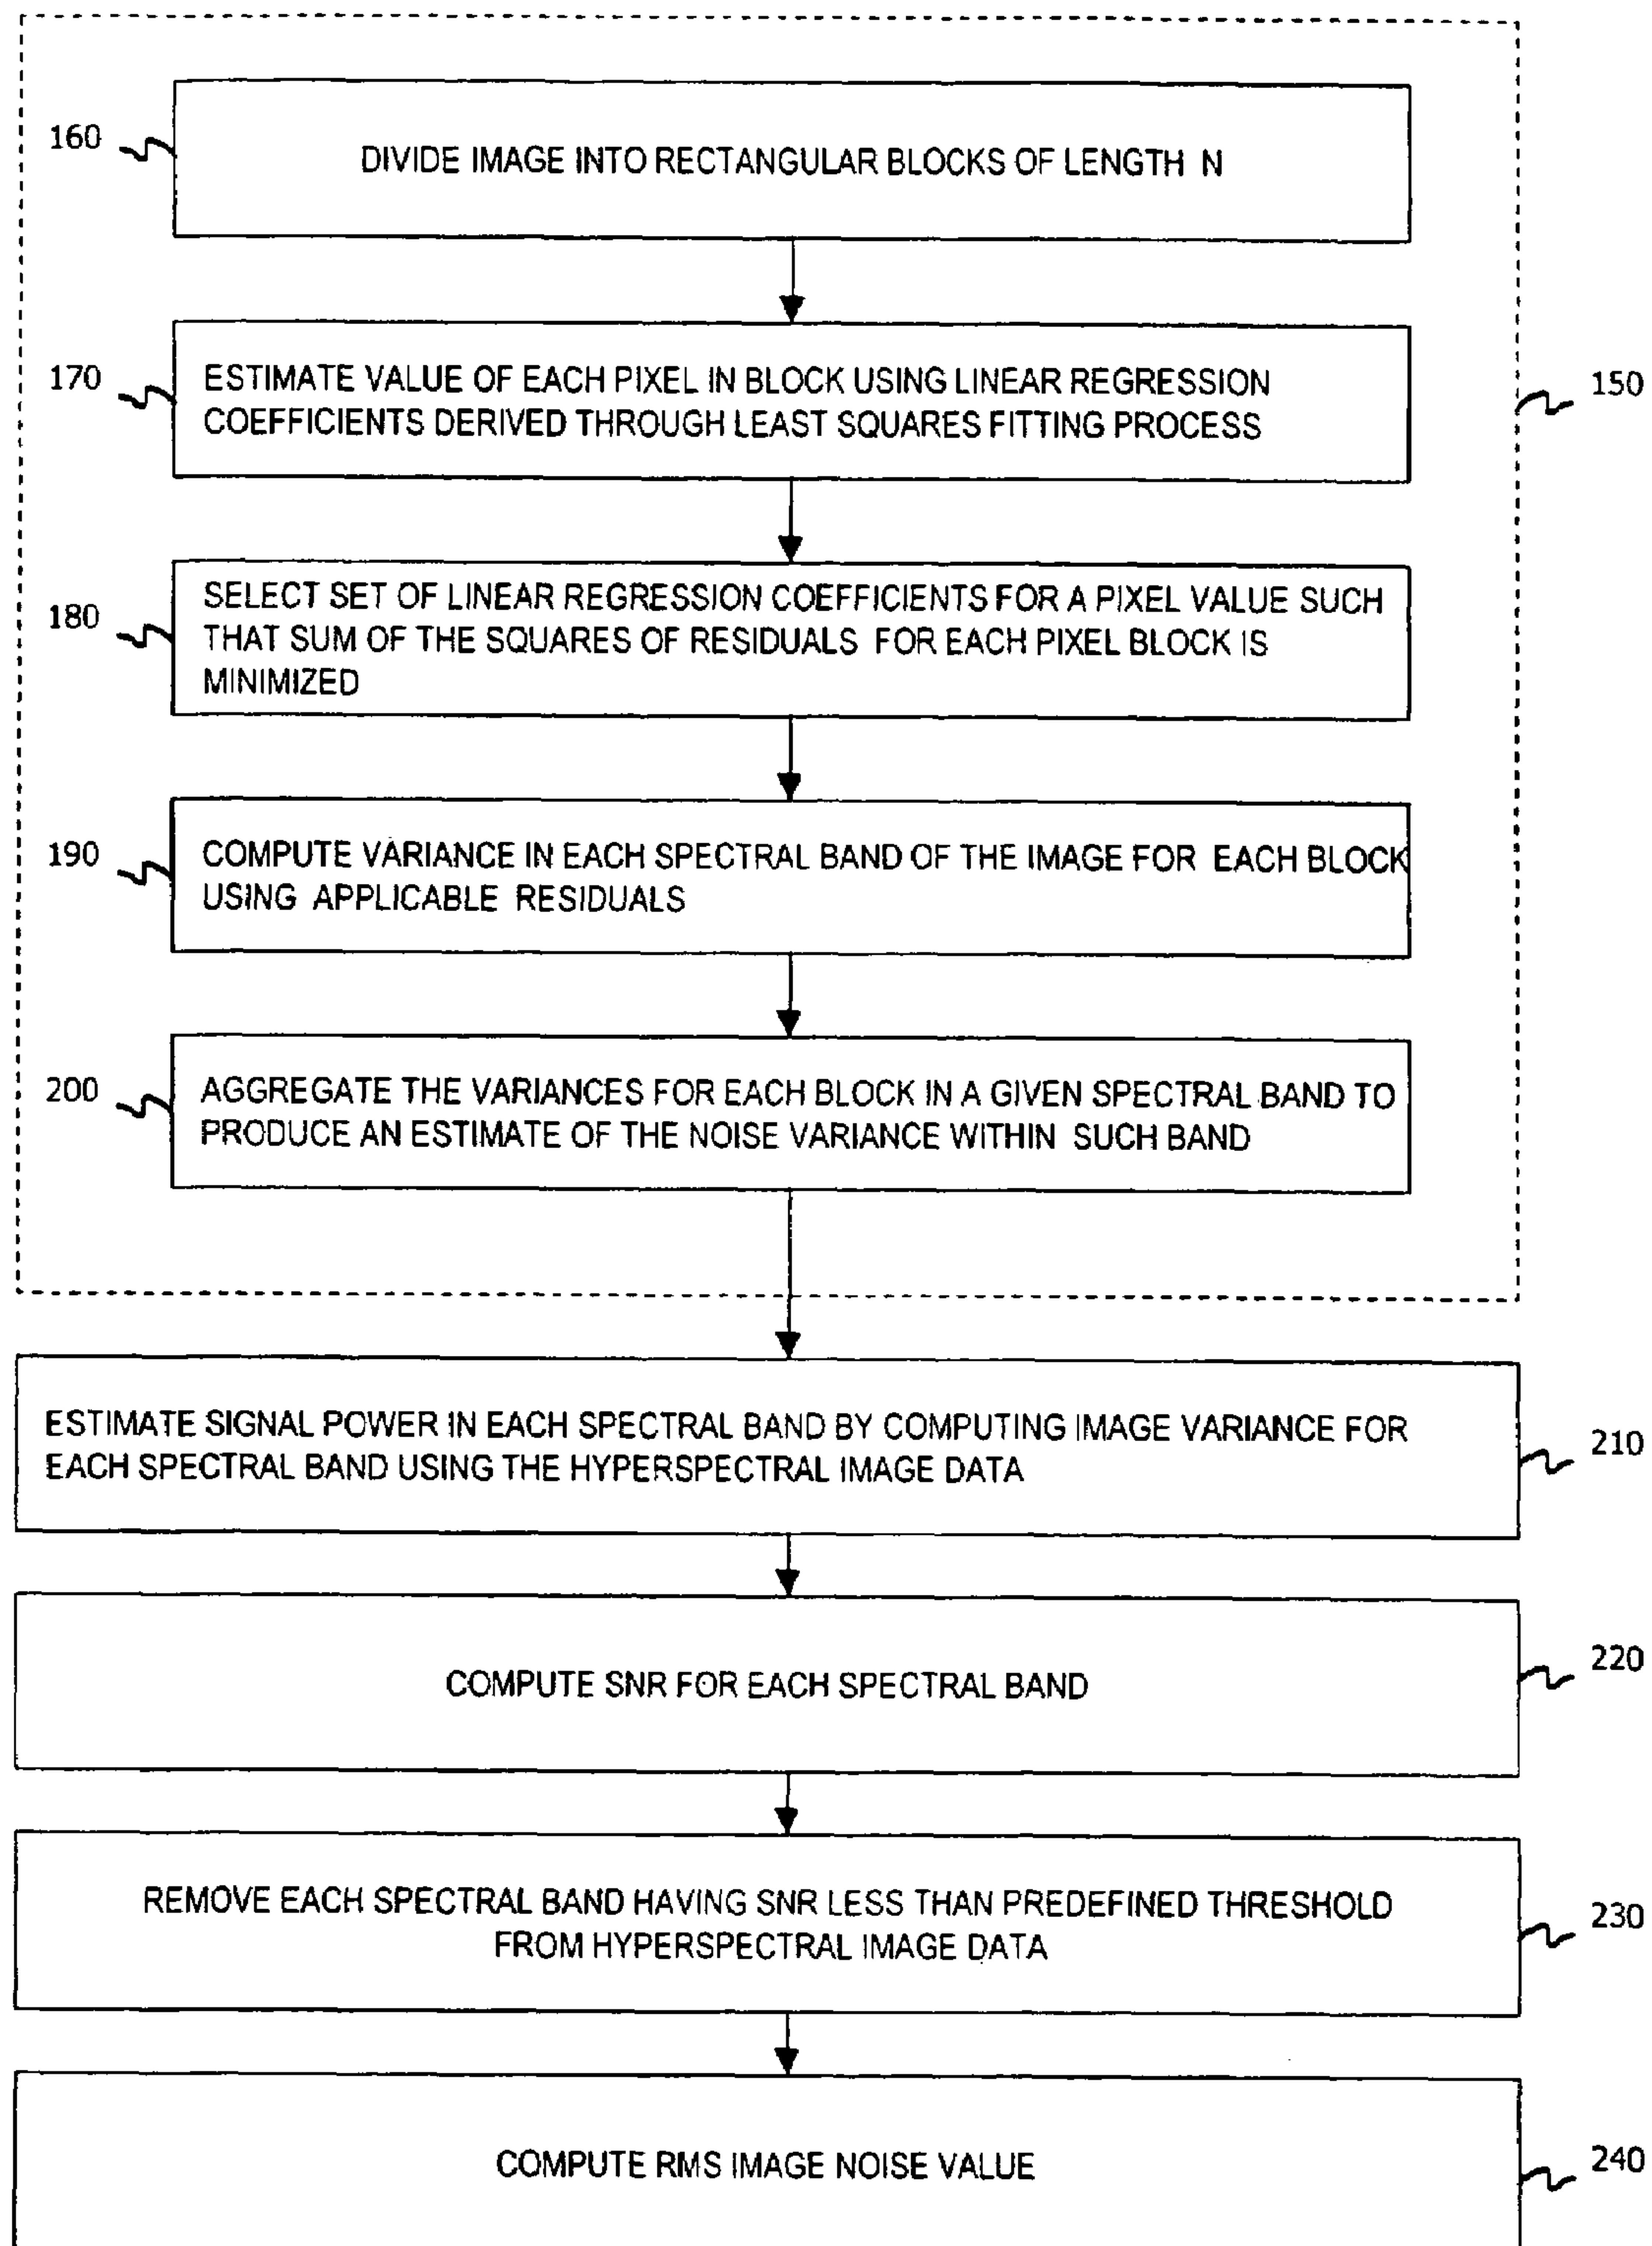 160
DIVIDE IMAGE INTO RECTANGULAR BLOCKS OF LENGTH N
170
ESTIMATE VALUE OF EACH PIXEL IN BLOCK USING LINEAR REGRESSION
COEFFICIENTS DERIVED THROUGH LEAST SQUARES FITTING PROCESS
150
180
SELECT SET OF LINEAR REGRESSION COEFFICIENTS FOR A PIXEL VALUE SUCH
THAT SUM OF THE SQUARES OF RESIDUALS FOR EACH PIXEL BLOCK IS
MINIMIZED
190
COMPUTE VARIANCE IN EACH SPECTRAL BAND OF THE IMAGE FOR EACH BLOCK
USING APPLICABLE RESIDUALS
200
AGGREGATE THE VARIANCES FOR EACH BLOCK IN A GIVEN SPECTRAL BAND TO
PRODUCE AN ESTIMATE OF THE NOISE VARIANCE WITHIN SUCH BAND
ESTIMATE SIGNAL POWER IN EACH SPECTRAL BAND BY COMPUTING IMAGE VARIANCE FOR
EACH SPECTRAL BAND USING THE HYPERSPECTRAL IMAGE DATA
210
COMPUTE SNR FOR EACH SPECTRAL BAND
220
REMOVE EACH SPECTRAL BAND HAVING SNR LESS THAN PREDEFINED THRESHOLD
FROM HYPERSPECTRAL IMAGE DATA
230
COMPUTE RMS IMAGE NOISE VALUE
240